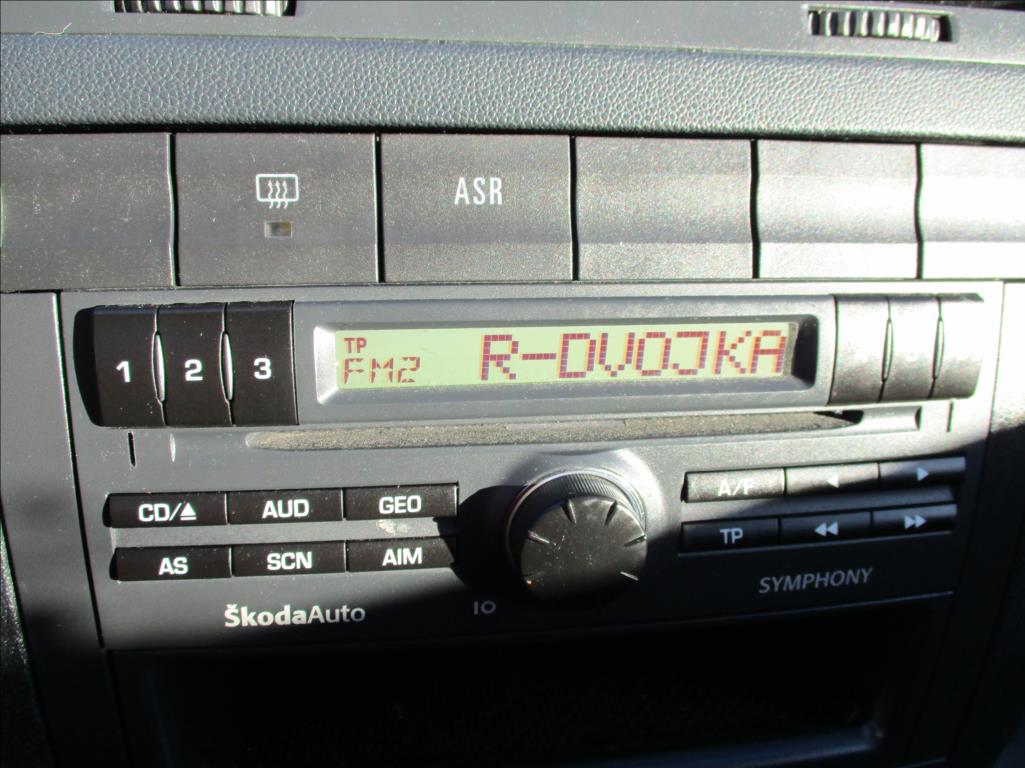 ASR
TP
FM2 R-DVOJKA
1 2 3
CD/ AUD GEO
A/F
AS SCN AIM
TP
ŠkodaAuto
IO
SYMPHONY